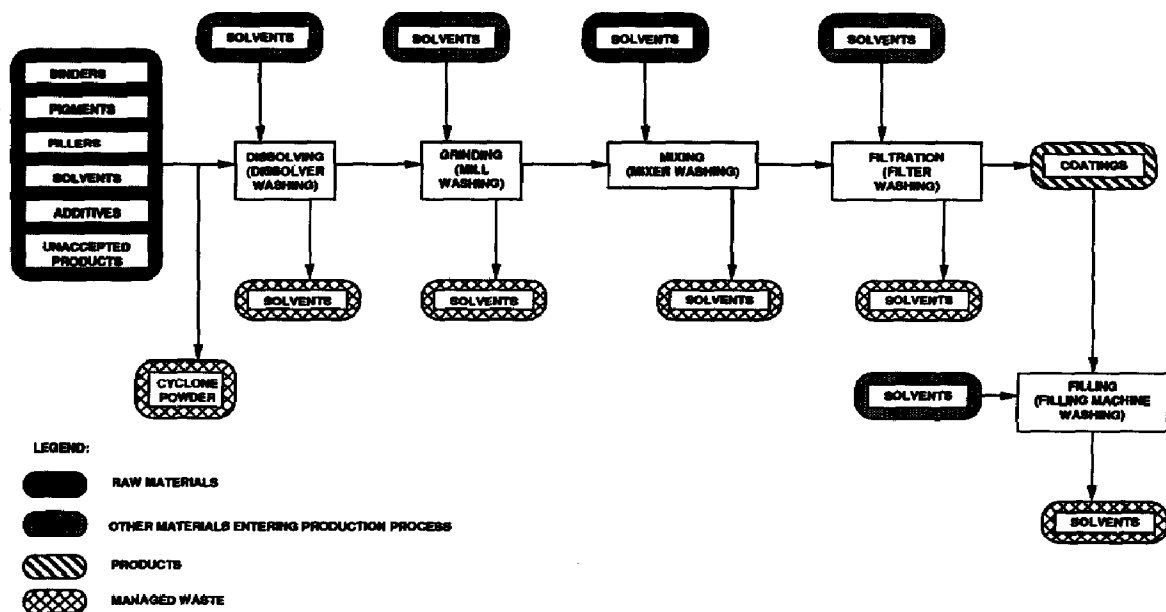 SOLVENTS
SOLVENTS
SOLVENTS
SOLVENTS
BINDERS
PIGMENTS
FILLERS
SOLVENTS
ADDITIVES
UNACCEPTED
PRODUCTS
DISSOLVING
(DISSOLVER
WASHING)
GRINDING
(MILL
WASHING)
MIXING
(MIXER WASHING)
FILTRATION
(FILTER
WASHING)
COATINGS
SOLVENTS
SOLVENTS
SOLVENTS
SOLVENTS
CYCLONE
POWDER
SOLVENTS
FILLING
(FILLING MACHINE
WASHING)
SOLVENTS
LEGEND:
RAW MATERIALS
OTHER MATERIALS ENTERING PRODUCTION PROCESS
PRODUCTS
MANAGED WASTE